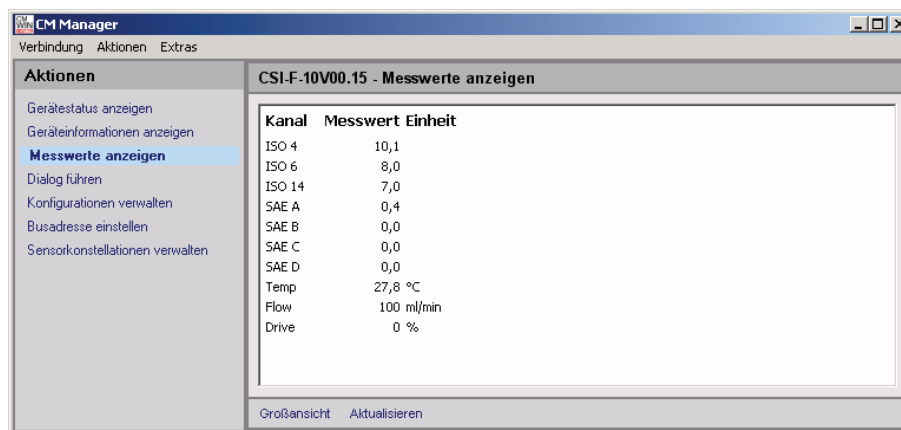 CM WIN CM Manager
Verbindung Aktionen Extras
Aktionen
Gerätestatus anzeigen
Geräteinformationen anzeigen
Messwerte anzeigen
Dialog führen
Konfigurationen verwalten
Busadresse einstellen
Sensorkonstellationen verwalten
CSI-F-10V00.15 - Messwerte anzeigen
Kanal Messwert Einheit
ISO 4 10,1
ISO 6 8,0
ISO 14 7,0
SAE A 0,4
SAE B 0,0
SAE C 0,0
SAE D 0,0
Temp 27,8 °C
Flow 100 ml/min
Drive 0 %
Großansicht Aktualisieren